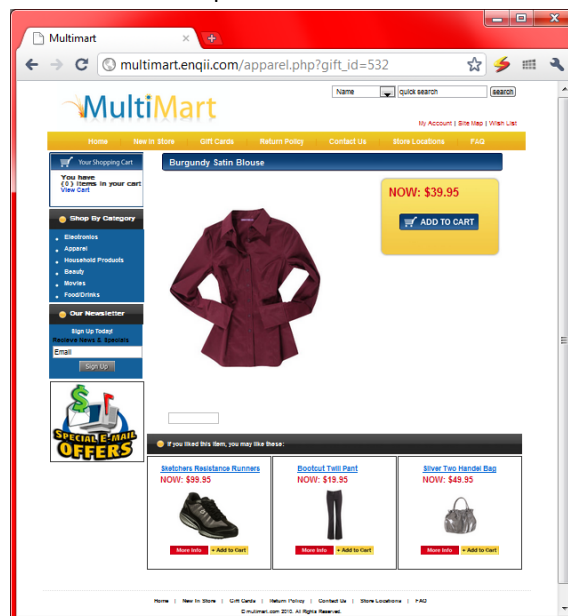 Multimart
multimart.enqii.com/apparel.php?gift_id=532
MultiMart
Name
quick search
search
My Account | Site Map | Wish List
Home
New in Store
Gift Cards
Return Policy
Contact Us
Store Locations
FAQ
Your Shopping Cart
You have
(0) items in your cart
View Cart
Burgundy Satin Blouse
NOW: $39.95
ADD TO CART
Shop By Category
Electronics
Apparel
Household Products
Beauty
Movies
Food/Drinks
Our Newsletter
Sign Up Today!
Recieve News & Specials
Email
Sign Up
SPECIAL E-MAIL
OFFERS
If you liked this item, you may like these:
Sketchers Resistance Runners
NOW: $99.95
More Info + Add to Cart
Bootcut Twill Pant
NOW: $19.95
More Info + Add to Cart
Silver Two Handel Bag
NOW: $49.95
More Info + Add to Cart
Home | New In Store | Gift Cards | Return Policy | Contact Us | Store Locations | FAQ
© mulimart.com 2010. All Rights Reserved.